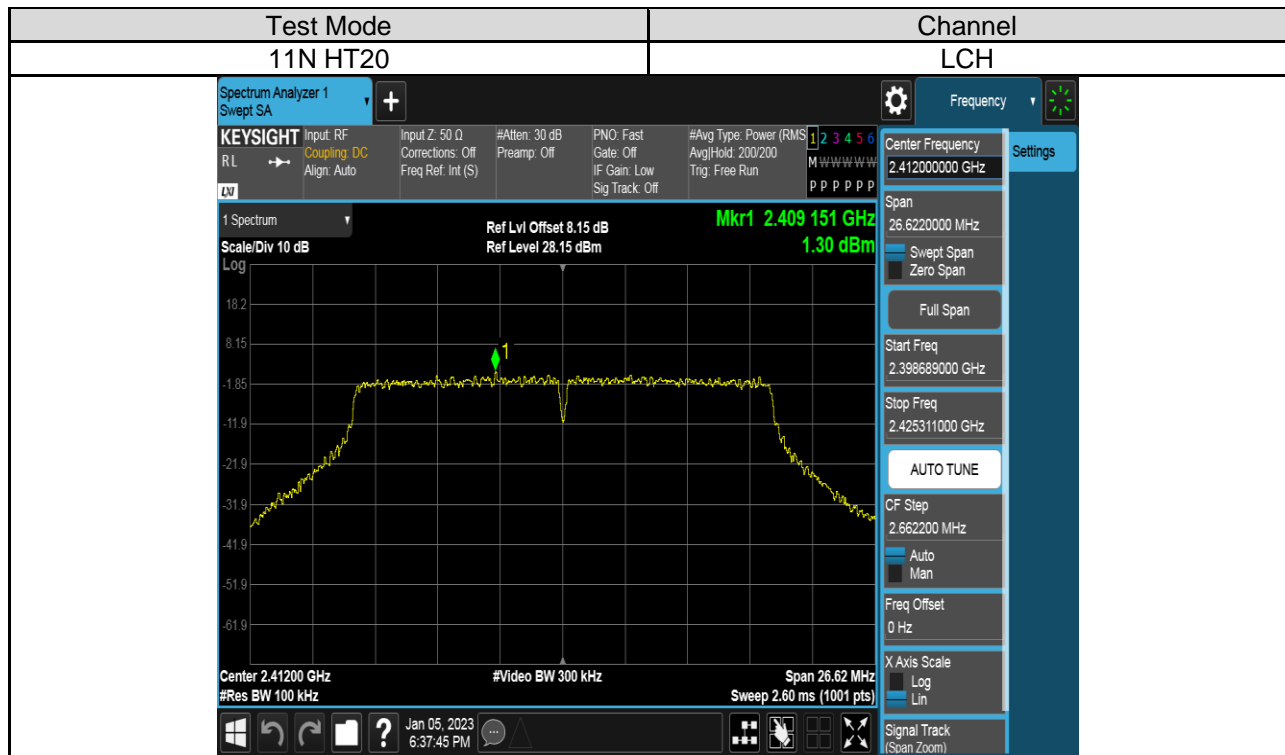 Test Mode Channel
11N HT20 LCH
Spectrum Analyzer 1
Swept SA
Frequency
KEYSIGHT Input: RF Input Z: 50 Ω #Atten: 30 dB PNO: Fast #Avg Type: Power (RMS 1 2 3 4 5 6
RL Coupling: DC Corrections: Off Preamp: Off Gate: Off Avg|Hold: 200/200 M W W W W W
Align: Auto Freq Ref: Int (S) IF Gain: Low Trig: Free Run
LXI Sig Track: Off P P P P P P
1 Spectrum Ref Lvl Offset 8.15 dB Mkr1 2.409 151 GHz
Scale/Div 10 dB Ref Level 28.15 dBm 1.30 dBm
Log
18.2
8.15
1
-1.85
-11.9
-21.9
-31.9
-41.9
-51.9
-61.9
Center 2.41200 GHz #Video BW 300 kHz Span 26.62 MHz
#Res BW 100 kHz Sweep 2.60 ms (1001 pts)
? Jan 05, 2023
6:37:45 PM
Center Frequency
2.412000000 GHz
Settings
Span
26.6220000 MHz
Swept Span
Zero Span
Full Span
Start Freq
2.398689000 GHz
Stop Freq
2.425311000 GHz
AUTO TUNE
CF Step
2.662200 MHz
Auto
Man
Freq Offset
0 Hz
X Axis Scale
Log
Lin
Signal Track
(Span Zoom)